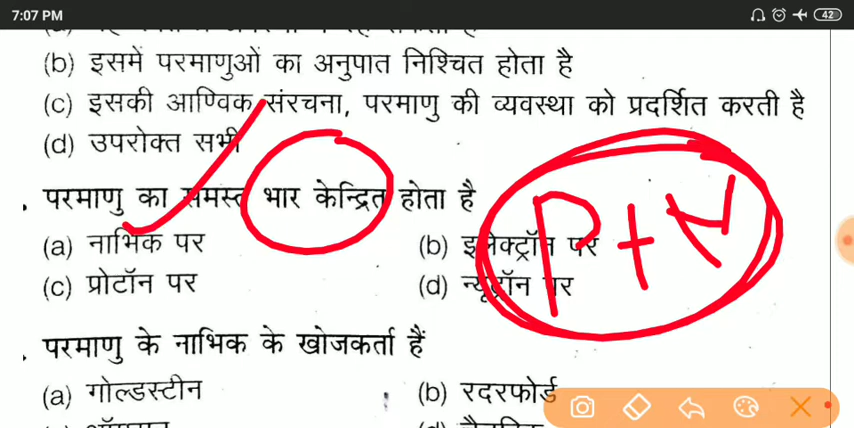 7:07 PM 42
(b) इसमें परमाणुओं का अनुपात निश्चित होता है
(c) इसकी आण्विक संरचना, परमाणु की व्यवस्था को प्रदर्शित करती है
(d) उपरोक्त सभी
परमाणु का समस्त भार केन्द्रित होता है
(a) नाभिक पर (b) इलेक्ट्रॉन पर
(c) प्रोटॉन पर (d) न्यूट्रॉन पर
P+N
परमाणु के नाभिक के खोजकर्ता हैं
(a) गोल्डस्टीन (b) रदरफोर्ड